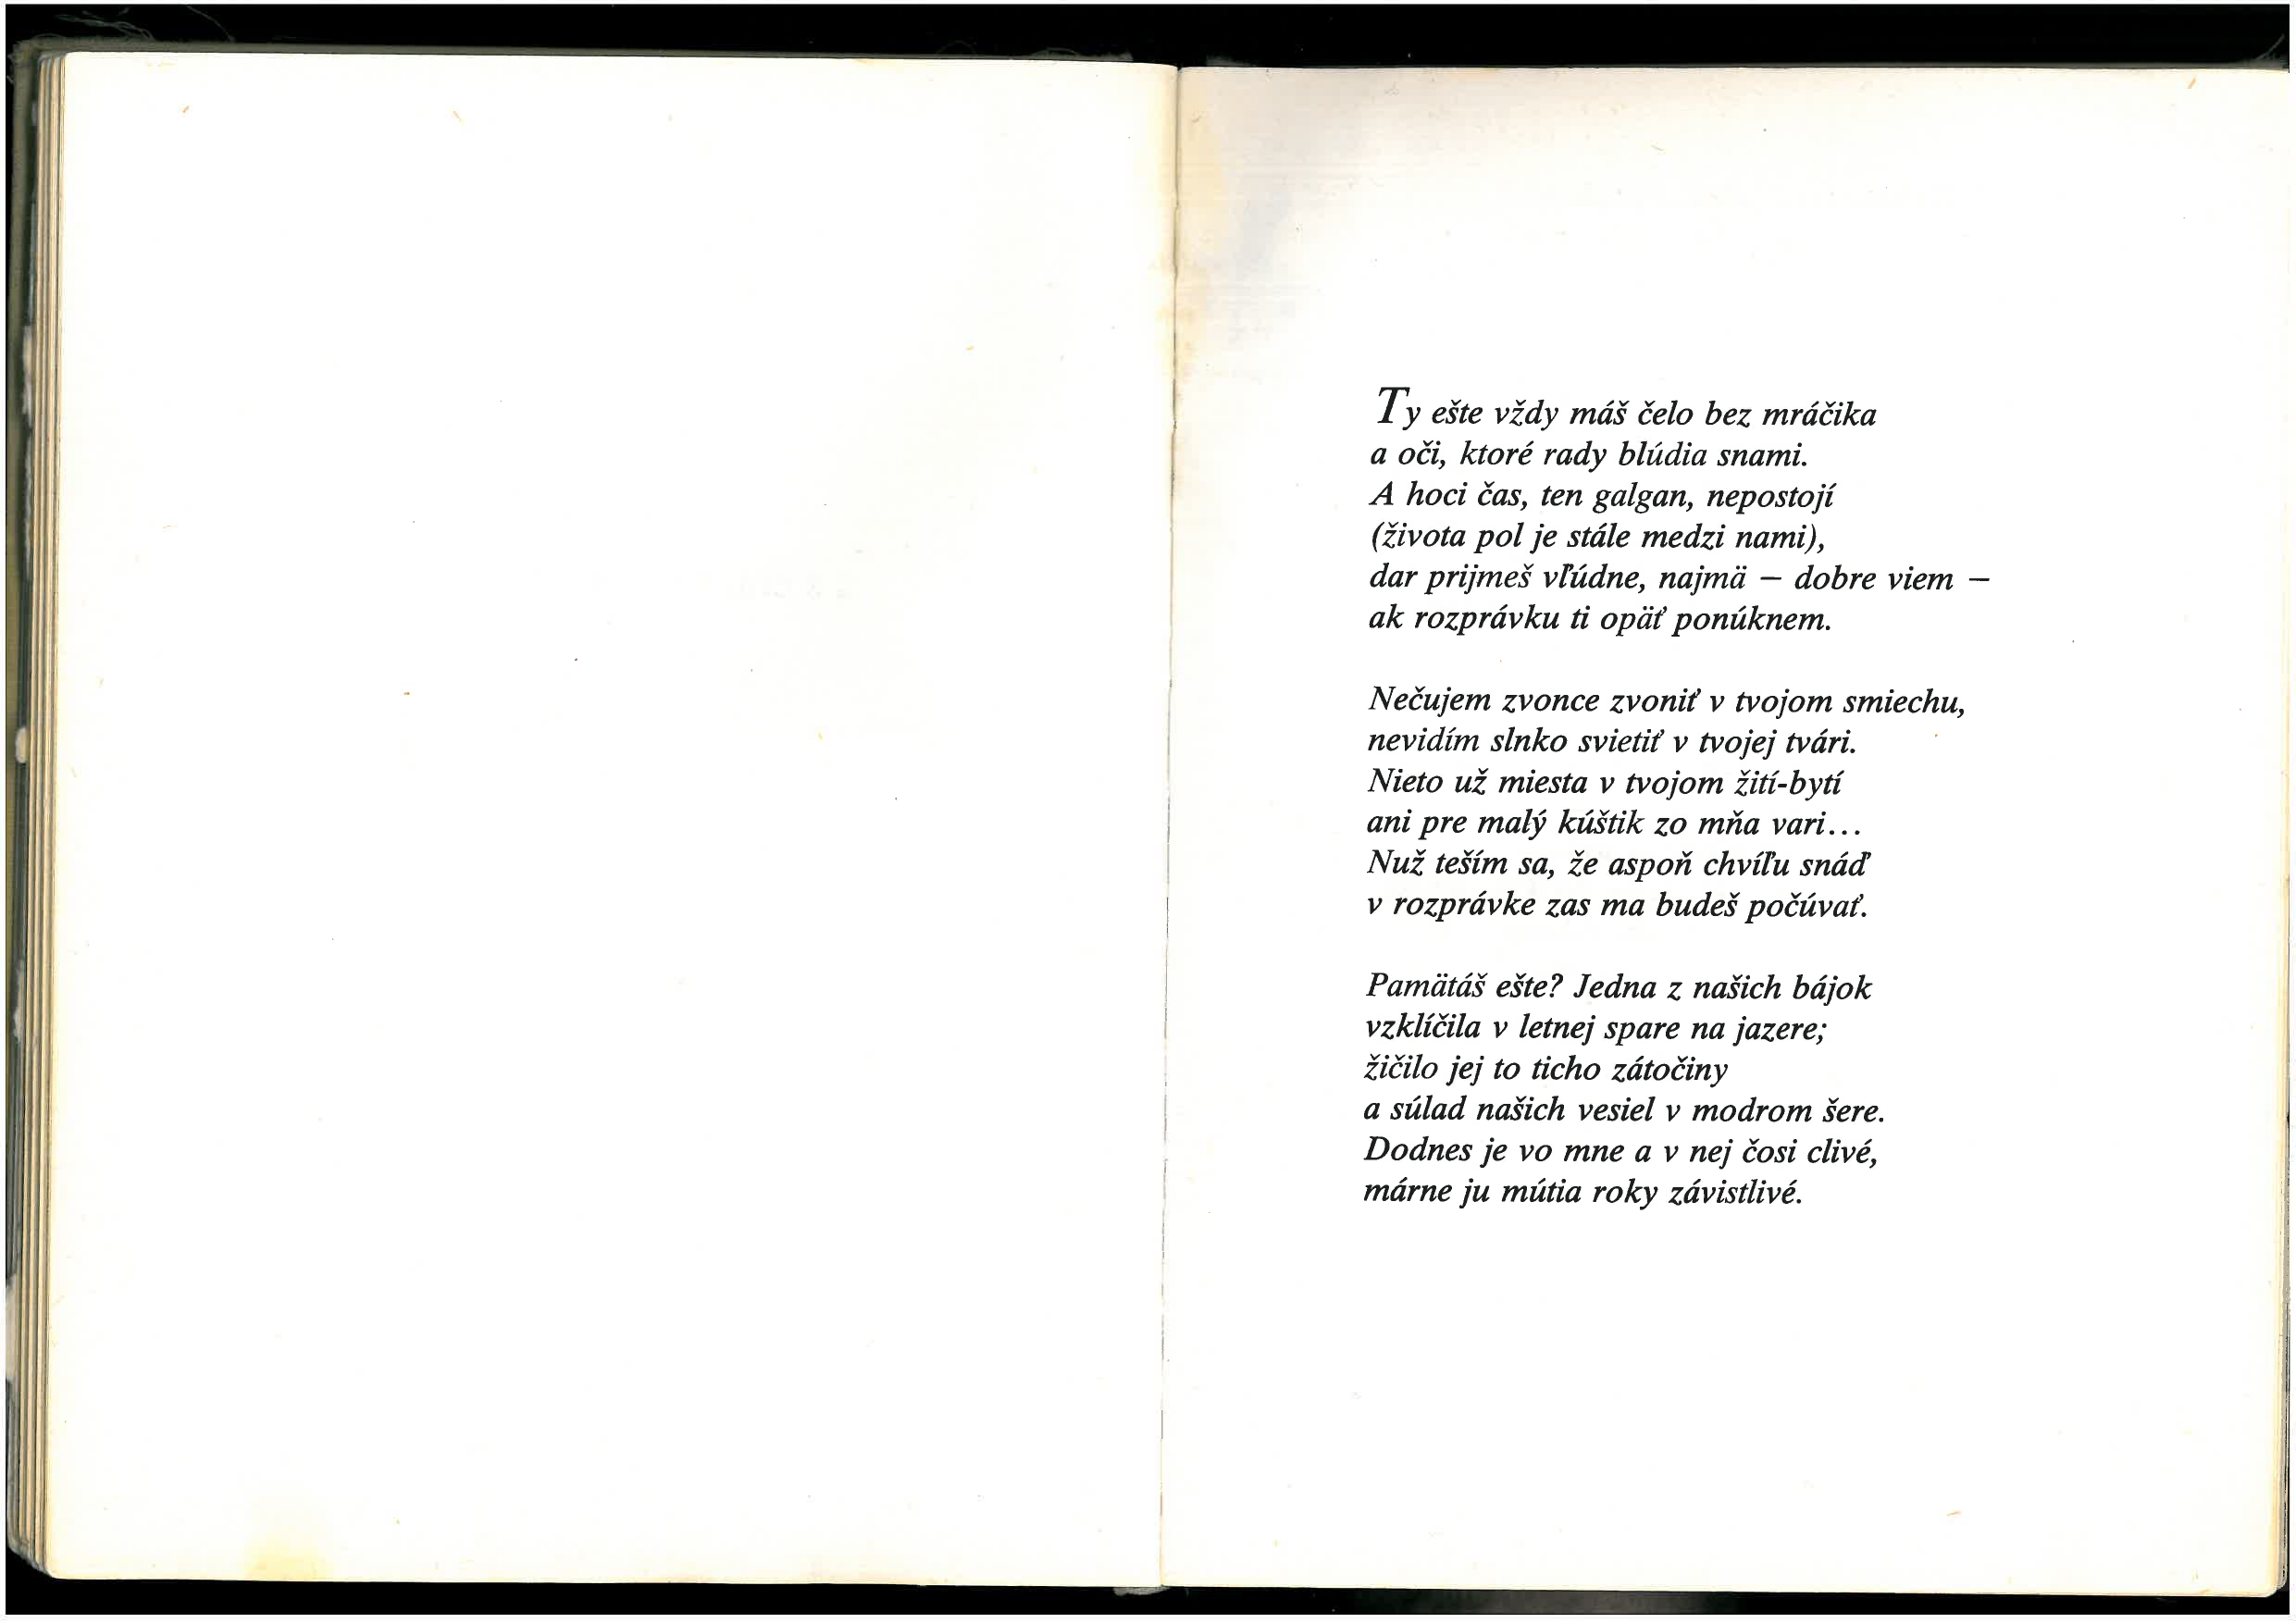 Ty ešte vždy máš čelo bez mráčika
a oči, ktoré rady blúdia snami.
A hoci čas, ten galgan, nepostojí
(života pol je stále medzi nami),
dar prijmeš vľúdne, najmä – dobre viem –
ak rozprávku ti opäť ponúknem.
Nečujem zvonce zvoniť v tvojom smiechu,
nevidím slnko svietiť v tvojej tvári.
Nieto už miesta v tvojom žití-bytí
ani pre malý kúštik zo mňa vari...
Nuž teším sa, že aspoň chvíľu snáď
v rozprávke zas ma budeš počúvať.
Pamätáš ešte? Jedna z našich bájok
vzklíčila v letnej spare na jazere;
žičilo jej to ticho zátočiny
a súlad našich vesiel v modrom šere.
Dodnes je vo mne a v nej čosi clivé,
márne ju mútia roky závistlivé.